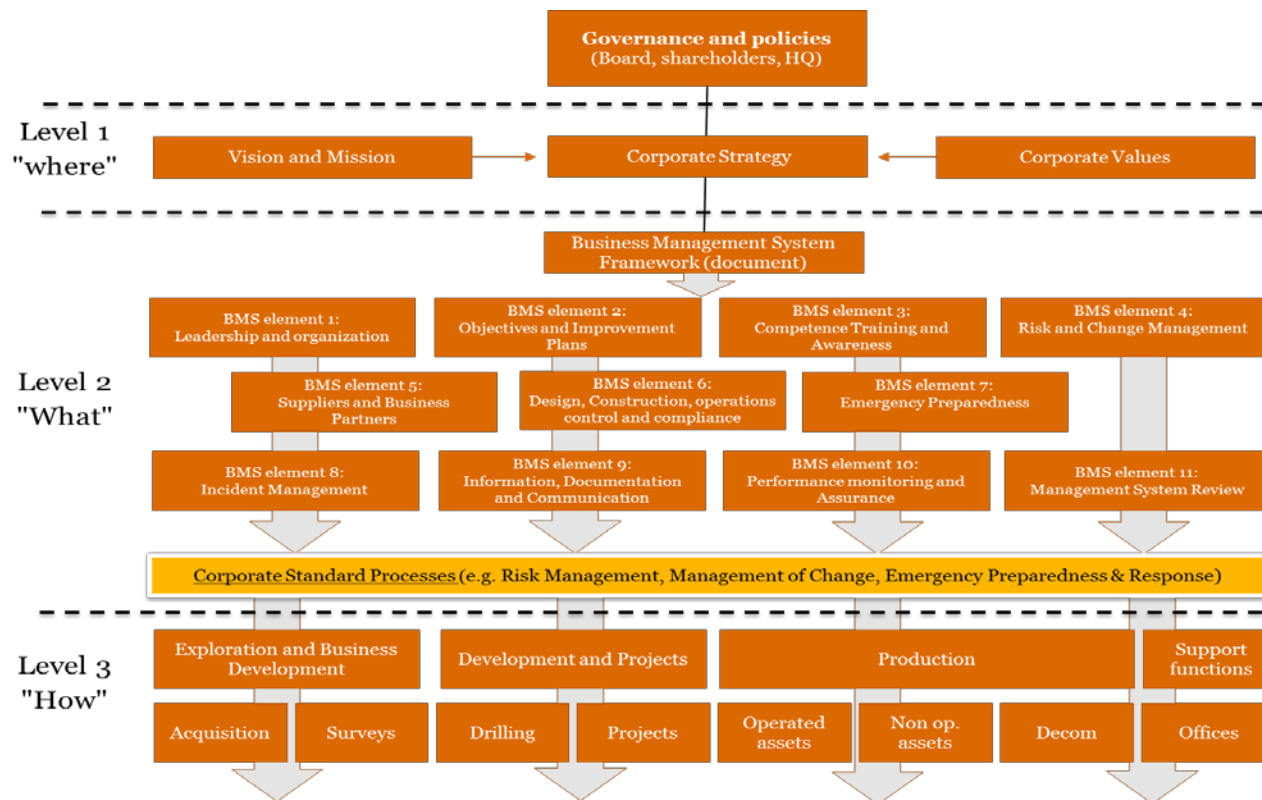 Governance and policies
(Board, shareholders, HQ)
Level 1
"where"
Vision and Mission
Corporate Strategy
Corporate Values
Business Management System
Framework (document)
Level 2
"What"
BMS element 1:
Leadership and organization
BMS element 2:
Objectives and Improvement
Plans
BMS element 3:
Competence Training and
Awareness
BMS element 4:
Risk and Change Management
BMS element 5:
Suppliers and Business
Partners
BMS element 6:
Design, Construction, operations
control and compliance
BMS element 7:
Emergency Preparedness
BMS element 8:
Incident Management
BMS element 9:
Information, Documentation
and Communication
BMS element 10:
Performance monitoring and
Assurance
BMS element 11:
Management System Review
Corporate Standard Processes (e.g. Risk Management, Management of Change, Emergency Preparedness & Response)
Level 3
"How"
Exploration and Business
Development
Development and Projects
Production
Support
functions
Acquisition
Surveys
Drilling
Projects
Operated
assets
Non op.
assets
Decom
Offices